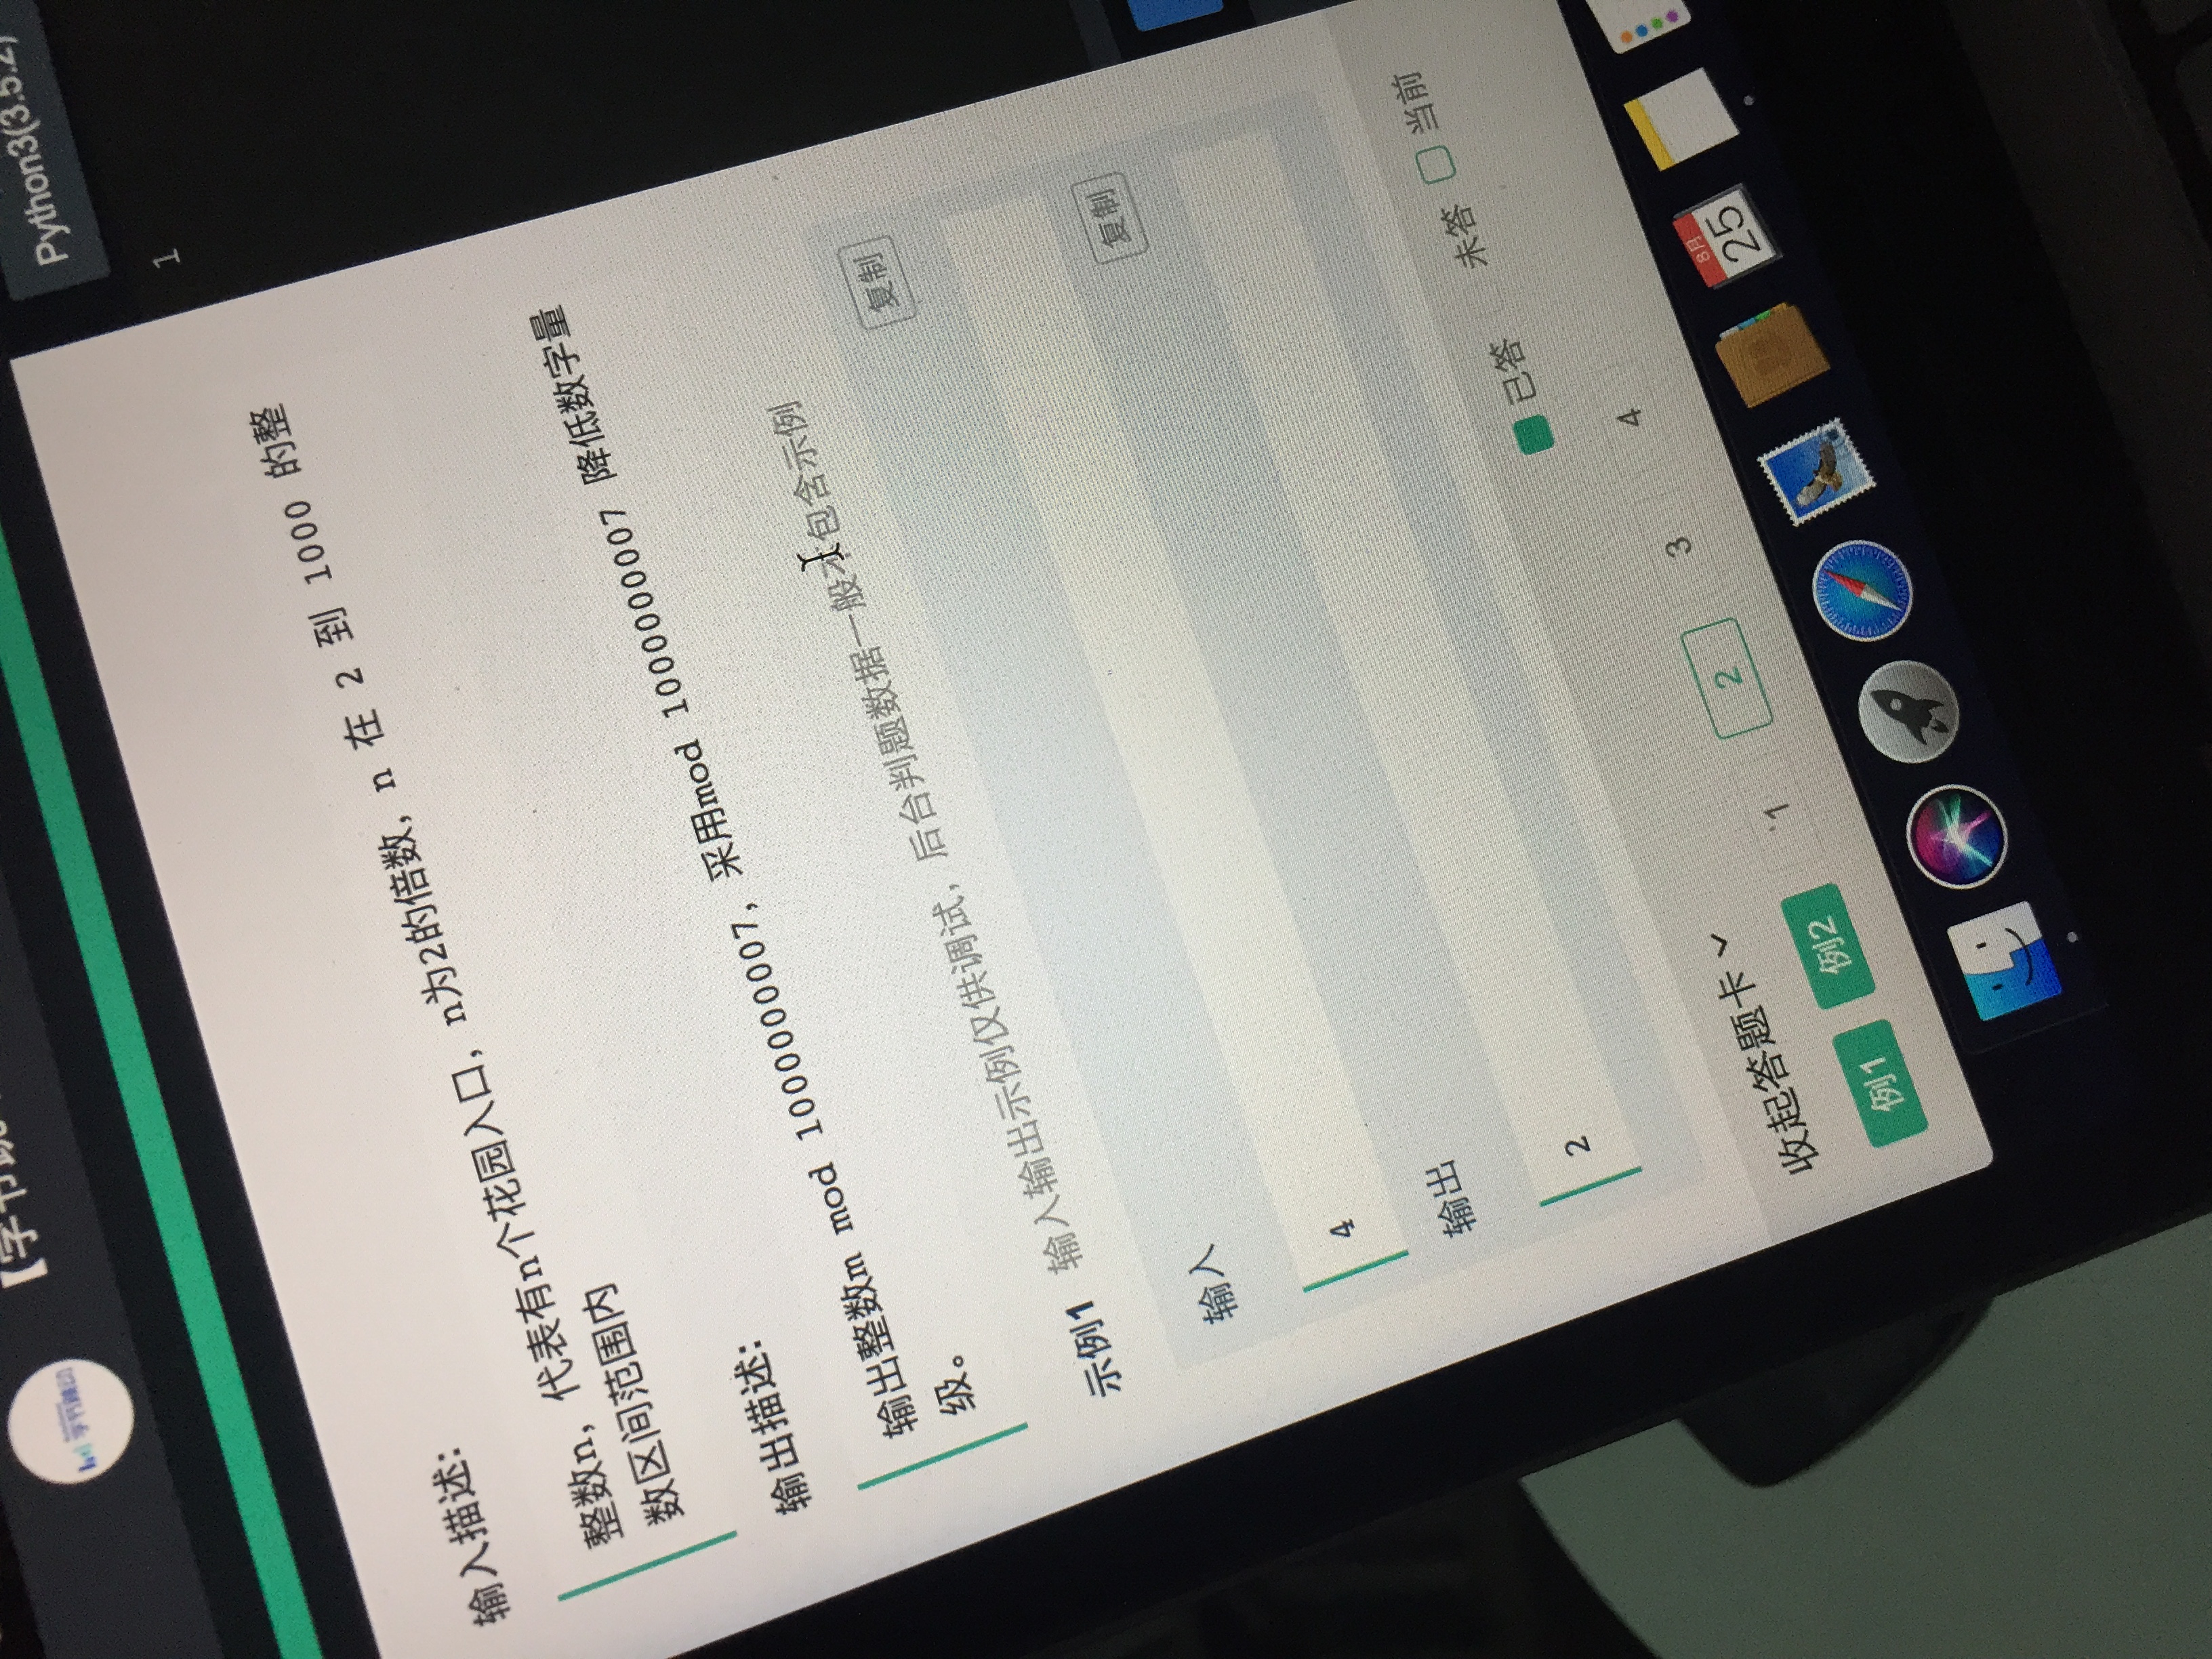 字节跳动
【字节跳
Python3(3.5.2)
1
输入描述:
整数n，代表有n个花园入口，n为2的倍数，n 在 2 到 1000 的整
数区间范围内
输出描述:
输出整数m mod 1000000007，采用mod 1000000007 降低数字量
级。
示例1 输入输出示例仅供调试，后台判题数据一般不包含示例
输入
复制
4
输出
复制
2
已答 未答 当前
收起答题卡
例1 例2 1 2 3 4
8月
25